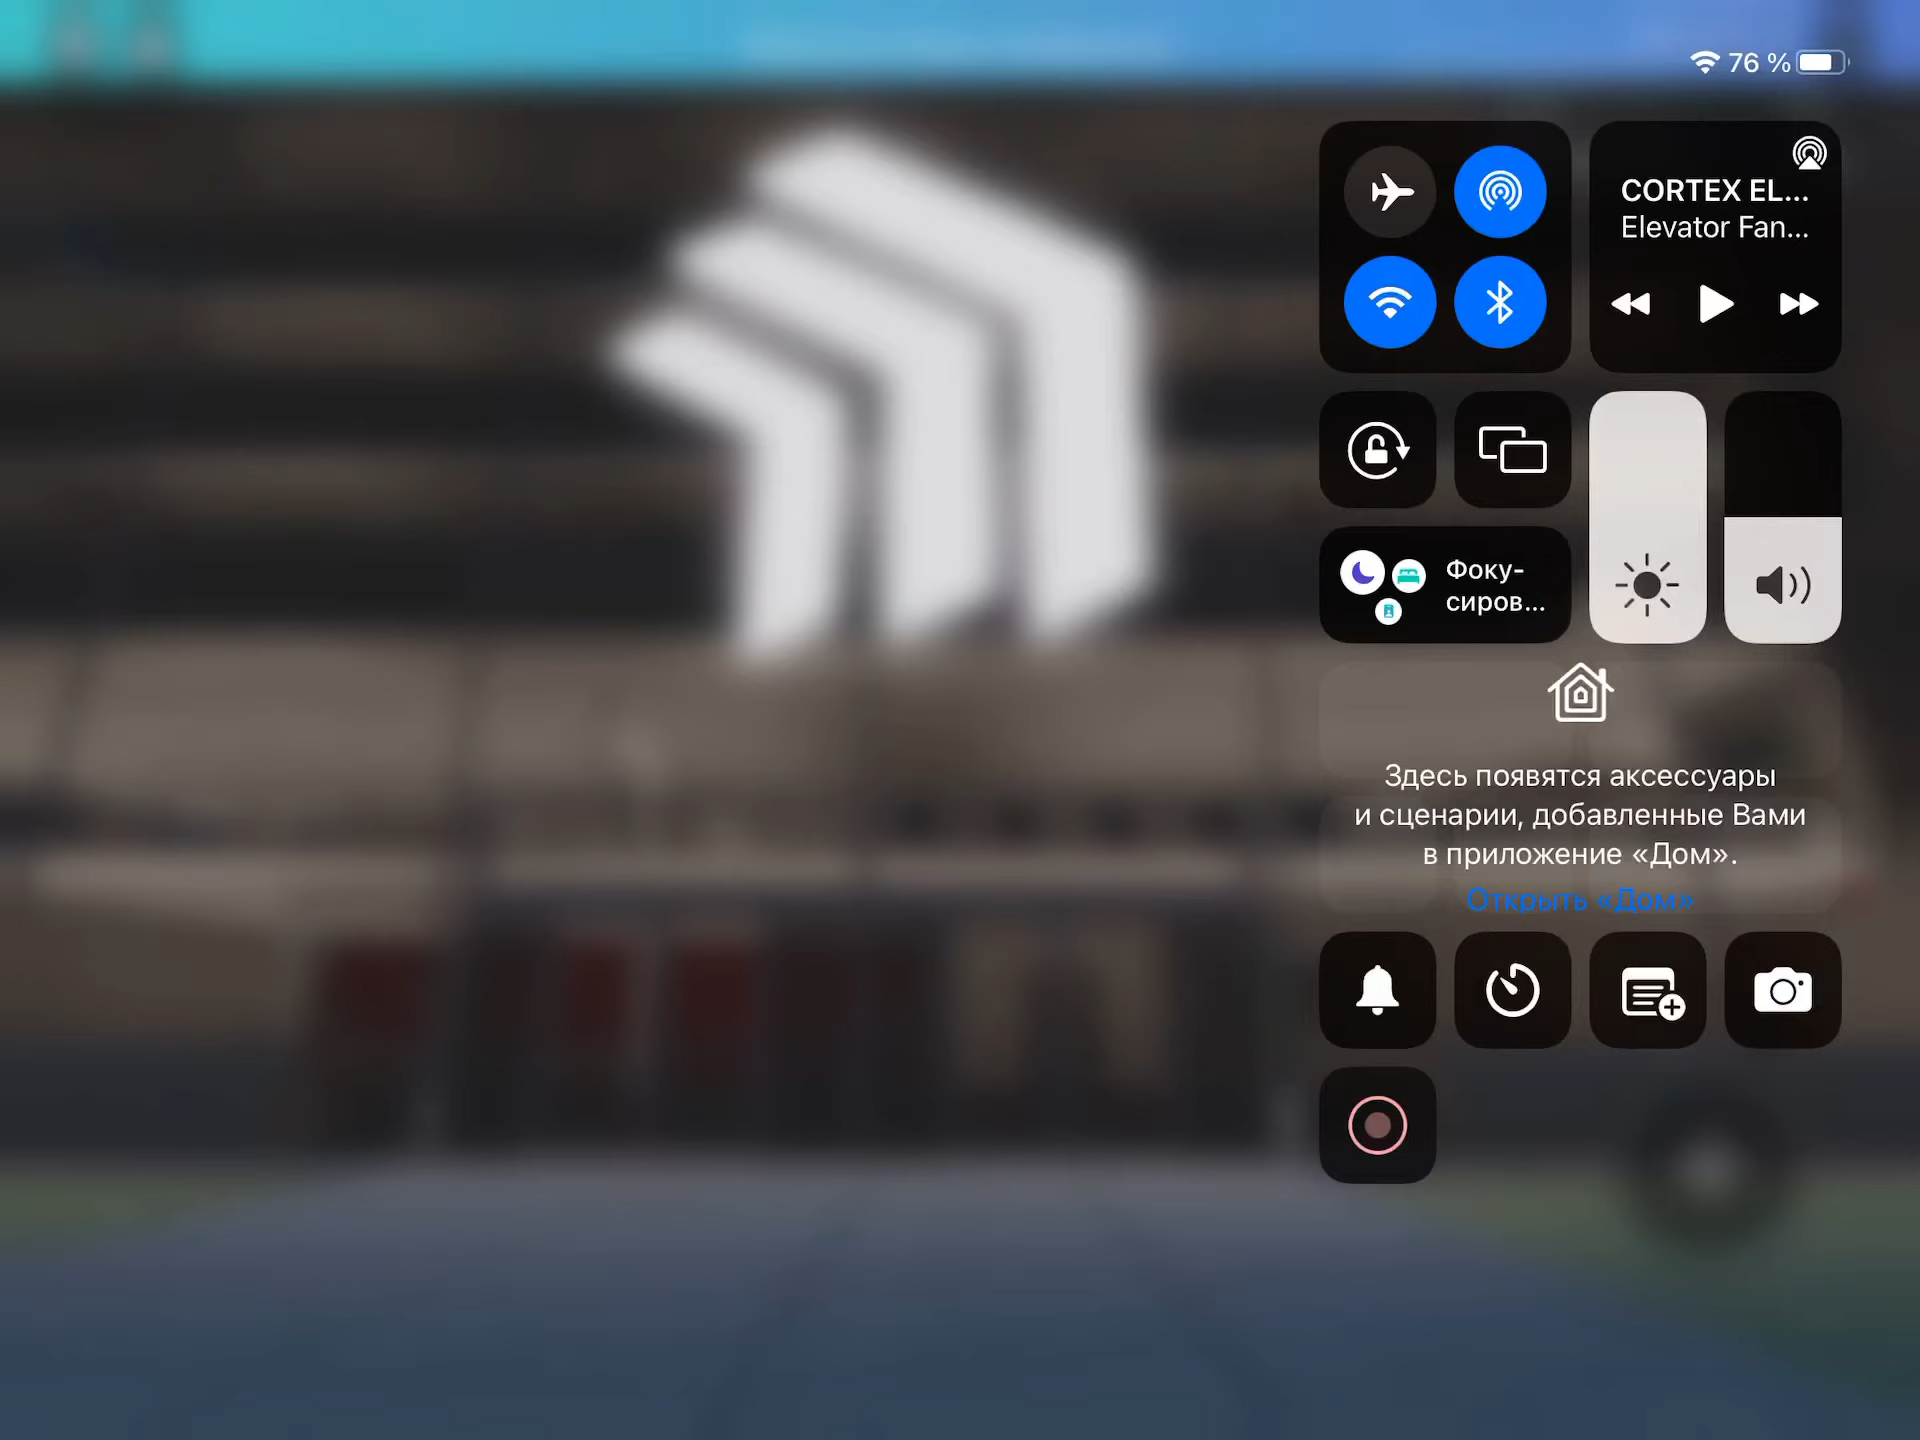 76 %
CORTEX EL...
Elevator Fan...
Фоку-
сиров...
Здесь появятся аксессуары
и сценарии, добавленные Вами
в приложение «Дом».
Открыть «Дом»